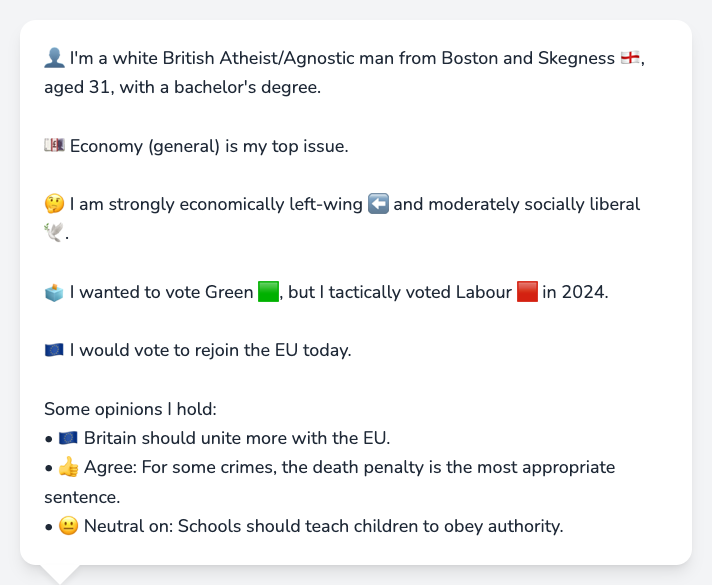 👤 I'm a white British Atheist/Agnostic man from Boston and Skegness 🏴󠁧󠁢󠁥󠁮󠁧󠁿,
aged 31, with a bachelor's degree.
💷 Economy (general) is my top issue.
🤔 I am strongly economically left-wing ⬅️ and moderately socially liberal
🕊️.
🗳️ I wanted to vote Green 🟩, but I tactically voted Labour 🟥 in 2024.
🇪🇺 I would vote to rejoin the EU today.
Some opinions I hold:
• 🇪🇺 Britain should unite more with the EU.
• 👍 Agree: For some crimes, the death penalty is the most appropriate
sentence.
• 😐 Neutral on: Schools should teach children to obey authority.